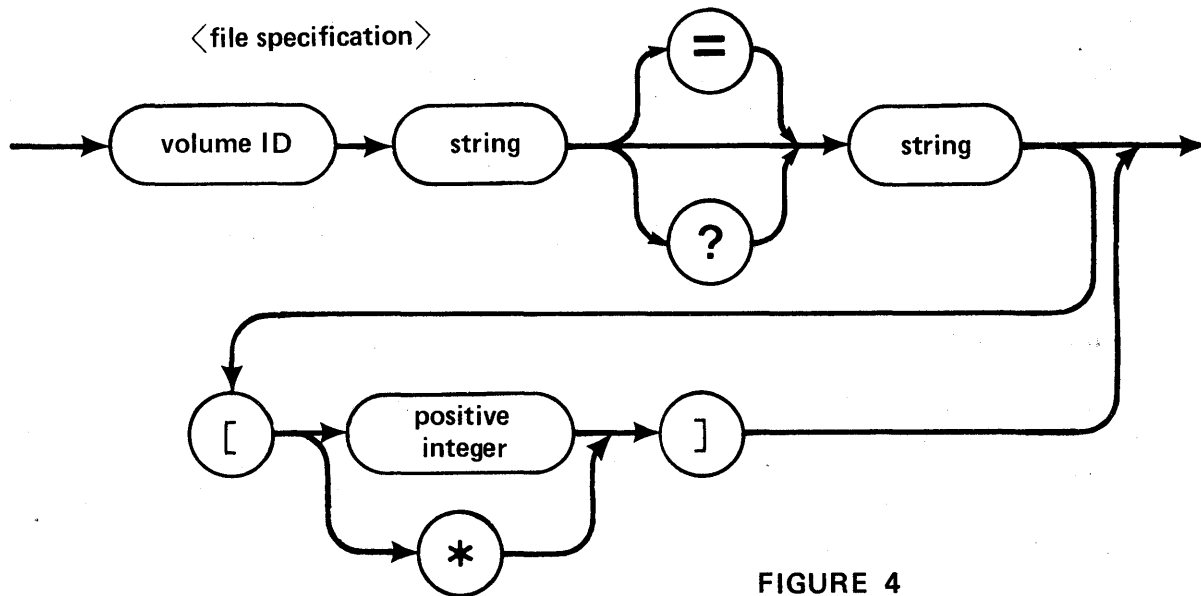 <file specification>
=
volume ID
string
string
?
[
positive
integer
]
*
FIGURE 4